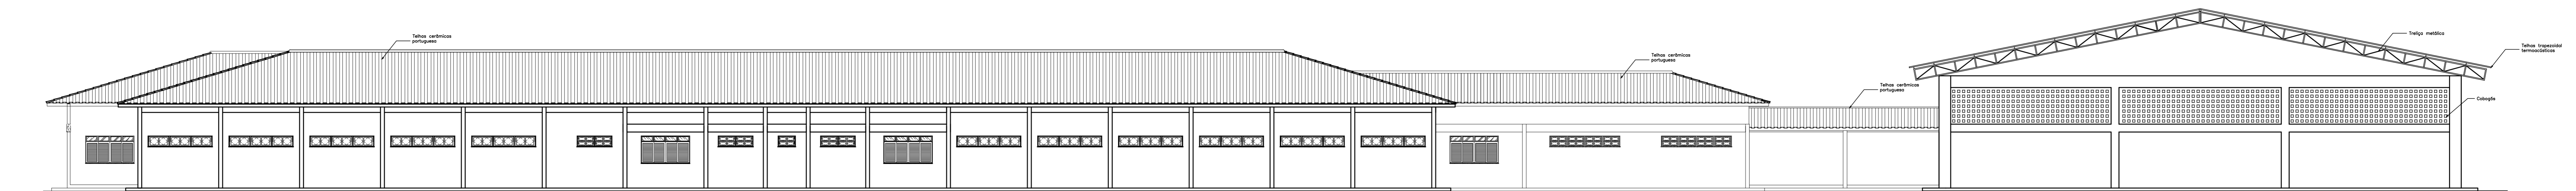 Telhas cerâmicas
portuguesa
Telhas cerâmicas
portuguesa
Telhas cerâmicas
portuguesa
Treliça metálica
Telhas trapezoidal
termoacústicas
Cobogós